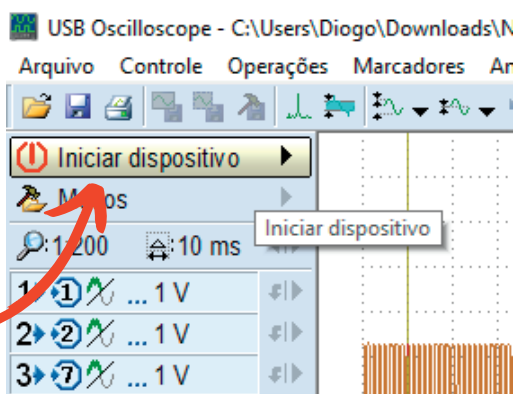 USB Oscilloscope - C:\Users\Diogo\Downloads\N
Arquivo Controle Operações Marcadores An
Iniciar dispositivo
Iniciar dispositivo
1:200 10 ms
1 1 ... 1 V
2 2 ... 1 V
3 7 ... 1 V